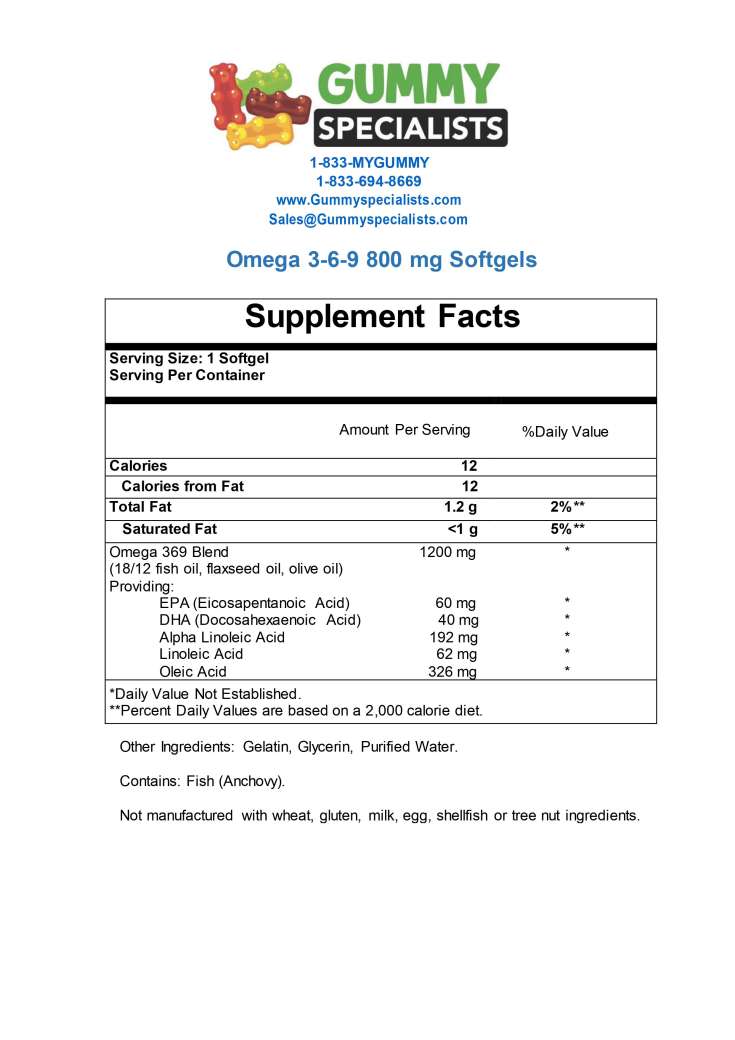 GUMMY
SPECIALISTS
1-833-MYGUMMY
1-833-694-8669
www.Gummyspecialists.com
Sales@Gummyspecialists.com
Omega 3-6-9 800 mg Softgels
Supplement Facts
Serving Size: 1 Softgel
Serving Per Container
Amount Per Serving %Daily Value
Calories 12
Calories from Fat 12
Total Fat 1.2 g 2%**
Saturated Fat <1 g 5%**
Omega 369 Blend 1200 mg *
(18/12 fish oil, flaxseed oil, olive oil)
Providing:
EPA (Eicosapentanoic Acid) 60 mg *
DHA (Docosahexaenoic Acid) 40 mg *
Alpha Linoleic Acid 192 mg *
Linoleic Acid 62 mg *
Oleic Acid 326 mg *
*Daily Value Not Established.
**Percent Daily Values are based on a 2,000 calorie diet.
Other Ingredients: Gelatin, Glycerin, Purified Water.
Contains: Fish (Anchovy).
Not manufactured with wheat, gluten, milk, egg, shellfish or tree nut ingredients.